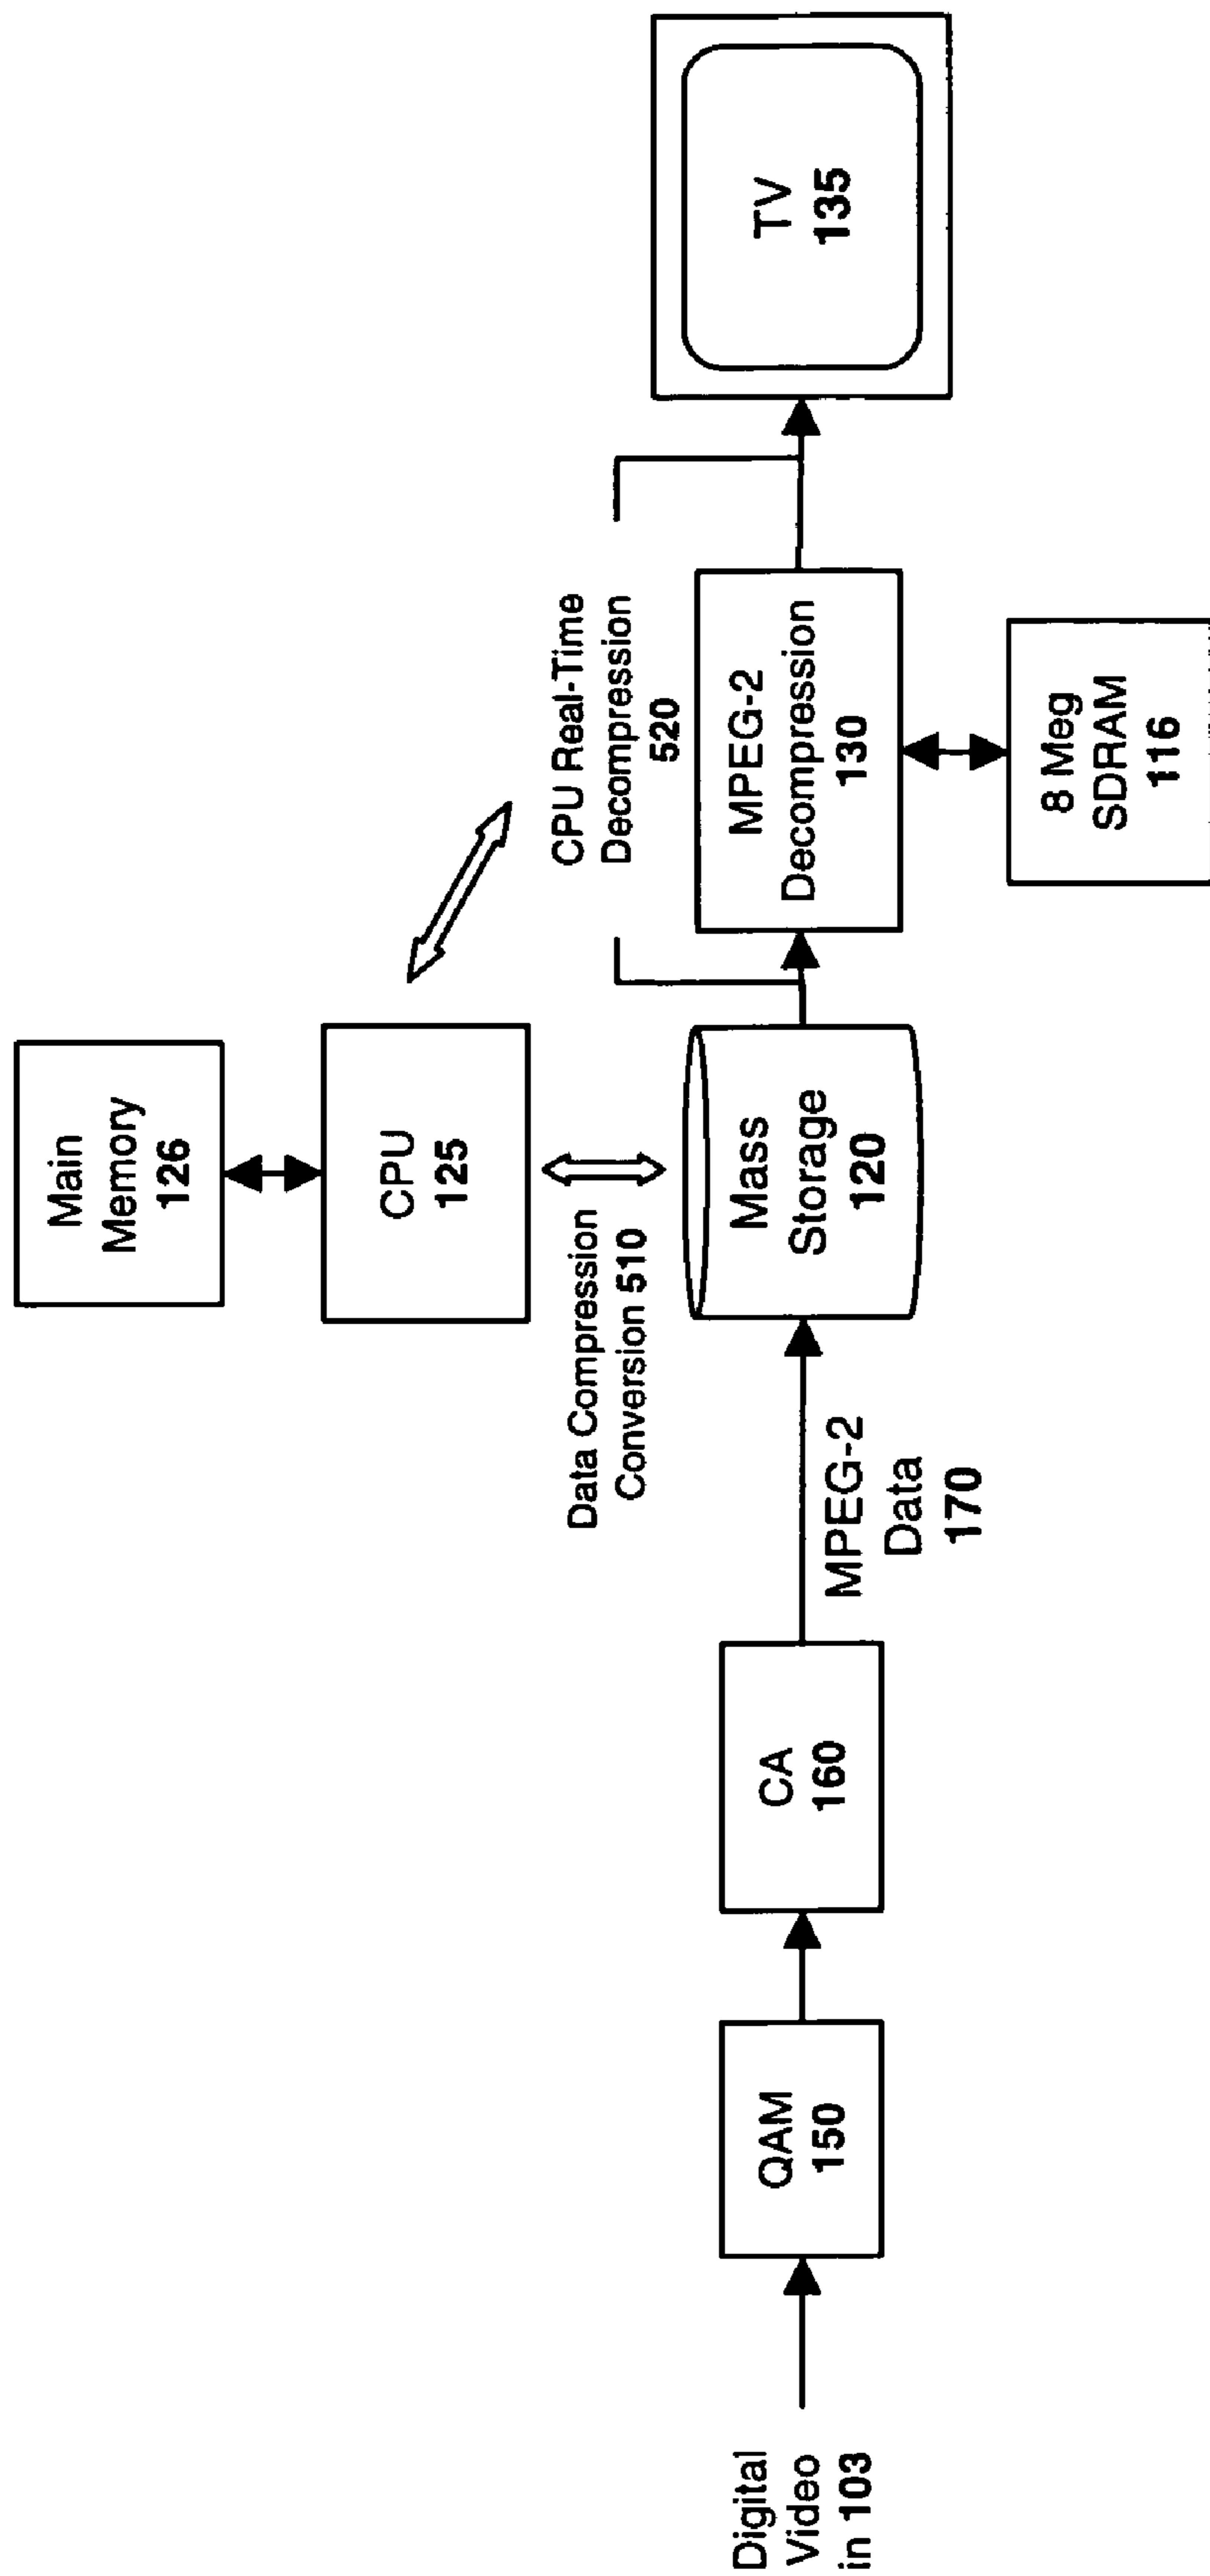 Main
Memory
126
CPU
125
Data Compression
Conversion 510
CPU Real-Time
Decompression
520
Digital
Video
in 103
QAM
150
CA
160
MPEG-2
Data
170
Mass
Storage
120
MPEG-2
Decompression
130
TV
135
8 Meg
SDRAM
116